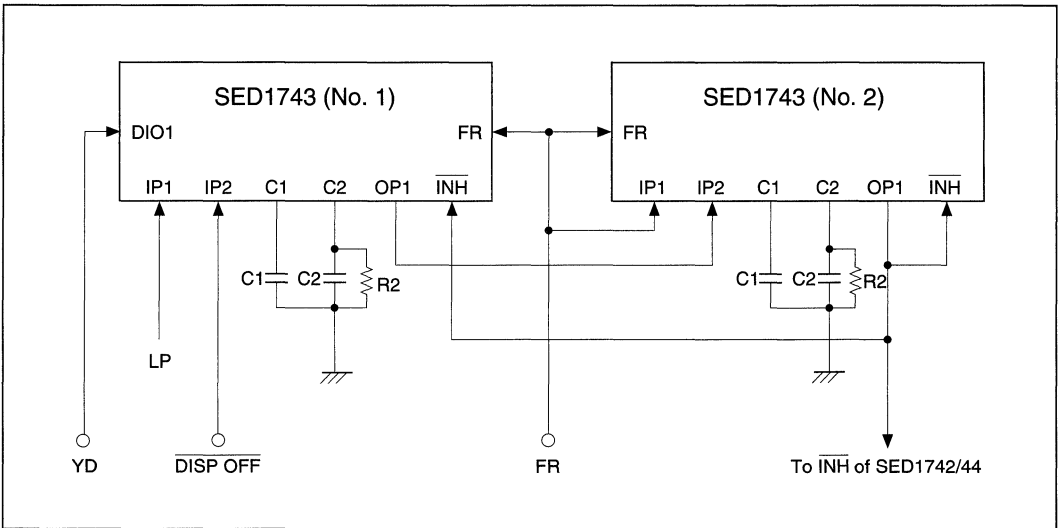 SED1743 (No. 1)
SED1743 (No. 2)
DIO1
FR
FR
IP1 IP2 C1 C2 OP1 INH
IP1 IP2 C1 C2 OP1 INH
C1 C2 R2
C1 C2 R2
LP
YD
DISP OFF
FR
To INH of SED1742/44